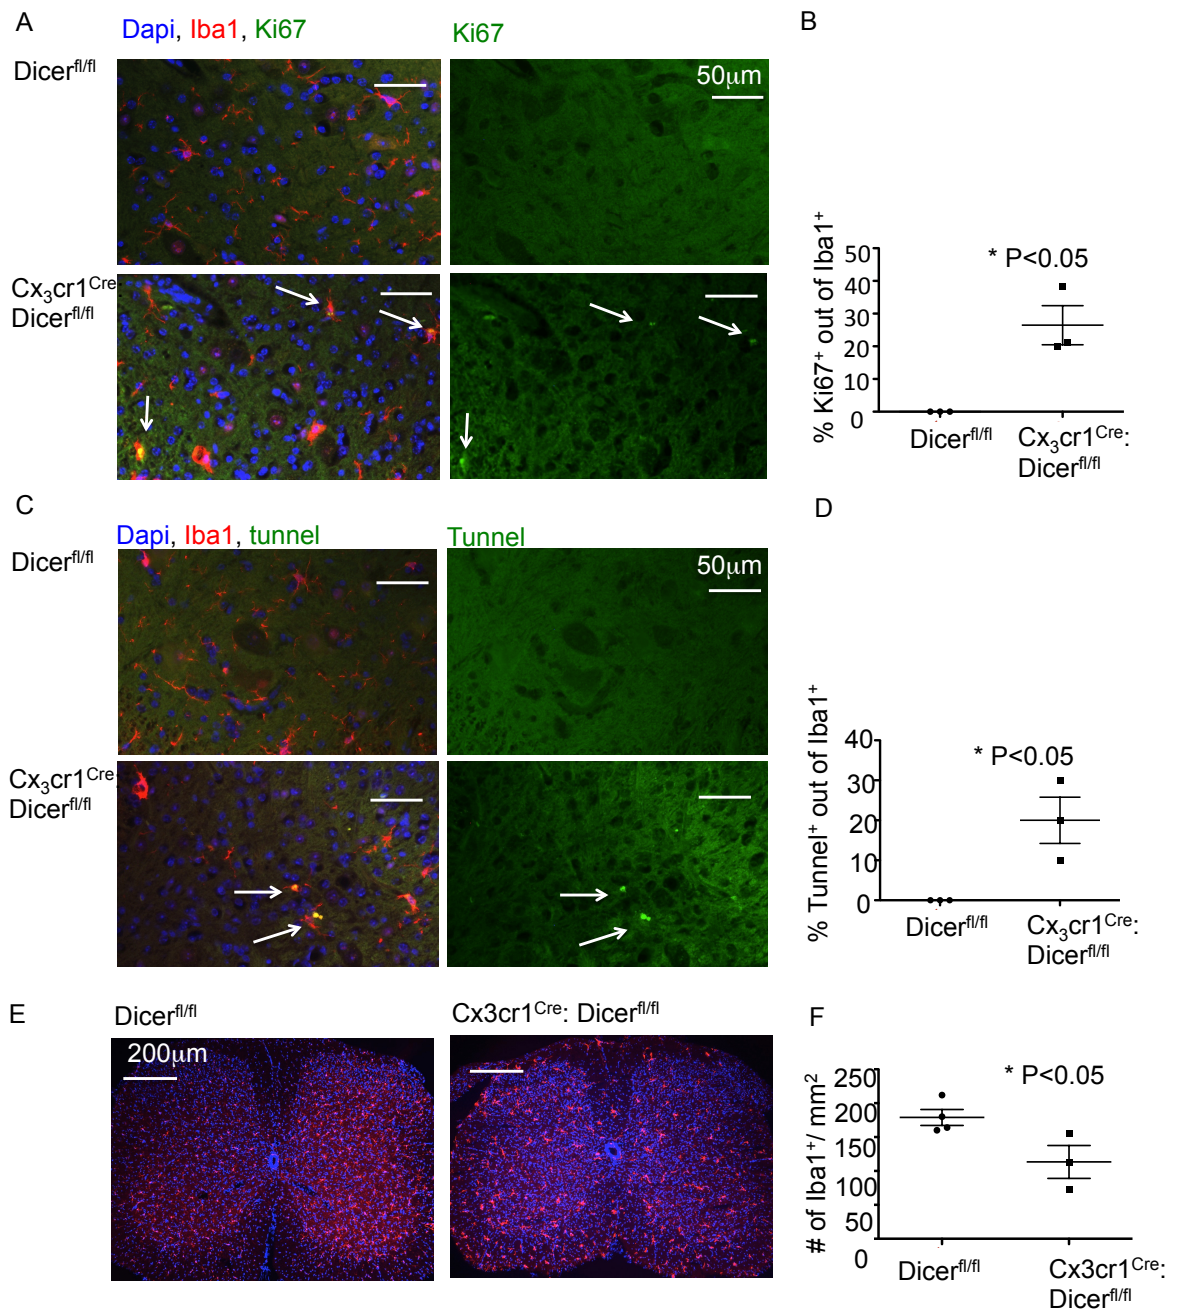 A
Dapi, Iba1, Ki67
Ki67
Dicerfl/fl
50μm
Cx3cr1Cre
Dicerfl/fl
B
% Ki67+ out of Iba1+
50
40
30
20
10
0
* P<0.05
Dicerfl/fl
Cx3cr1Cre:
Dicerfl/fl
C
Dapi, Iba1, tunnel
Tunnel
Dicerfl/fl
50μm
Cx3cr1Cre
Dicerfl/fl
D
% Tunnel+ out of Iba1+
40
30
20
10
0
* P<0.05
Dicerfl/fl
Cx3cr1Cre:
Dicerfl/fl
E
Dicerfl/fl
Cx3cr1Cre: Dicerfl/fl
200μm
F
# of Iba1+/ mm2
250
200
150
100
50
0
* P<0.05
Dicerfl/fl
Cx3cr1Cre:
Dicerfl/fl